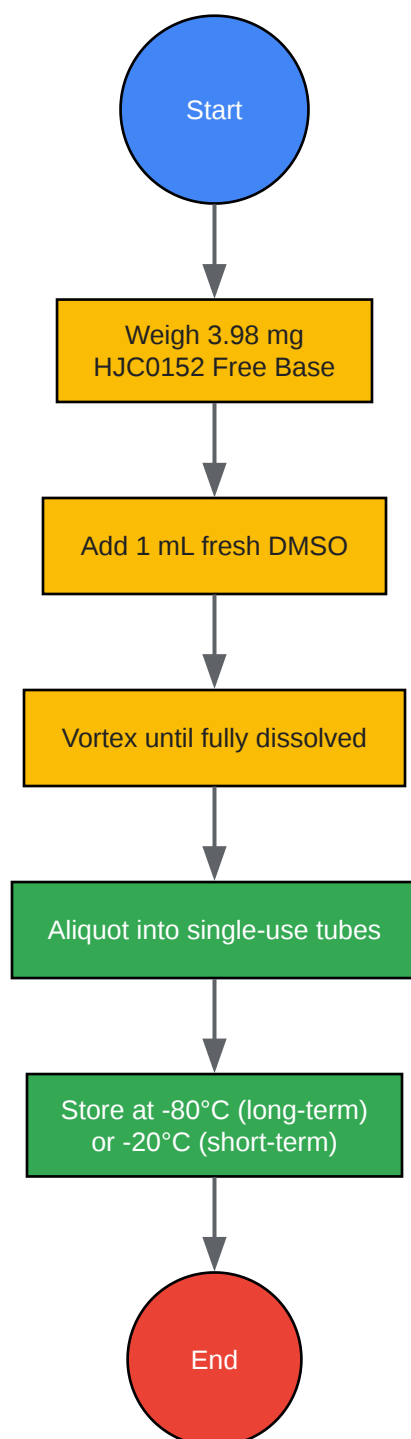 Start
Weigh 3.98 mg
HJC0152 Free Base
Add 1 mL fresh DMSO
Vortex until fully dissolved
Aliquot into single-use tubes
Store at -80°C (long-term)
or -20°C (short-term)
End